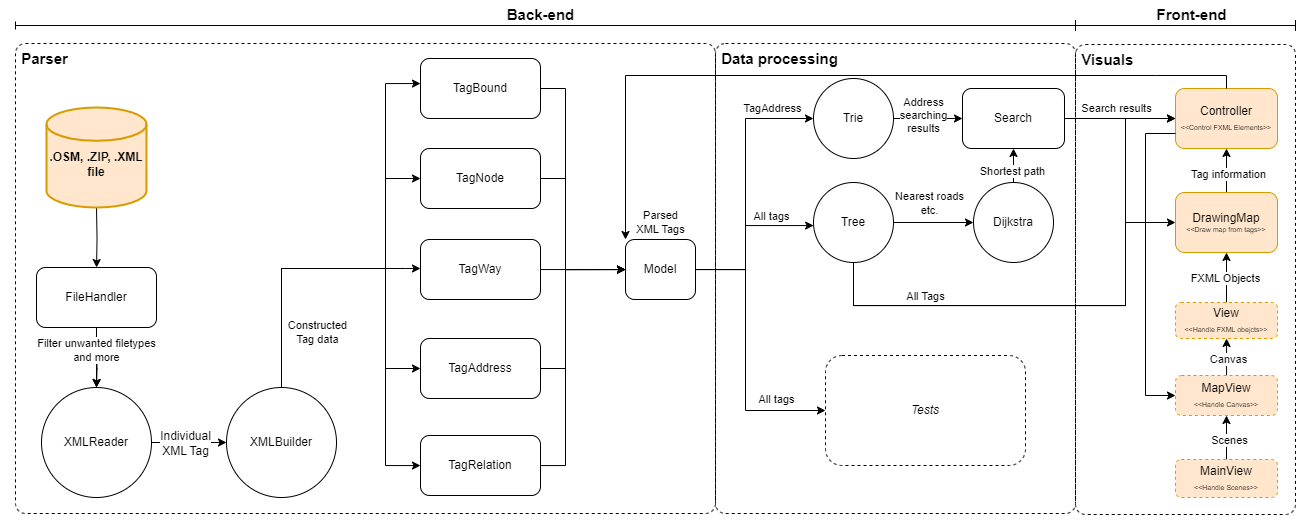 Back-end
Front-end
Parser
Data processing
Visuals
.OSM, .ZIP, .XML
file
FileHandler
Filter unwanted filetypes
and more
XMLReader
Individual
XML Tag
XMLBuilder
Constructed
Tag data
TagBound
TagNode
TagWay
TagAddress
TagRelation
Parsed
XML Tags
Model
TagAddress
Trie
Address
searching
results
Search
All tags
Tree
Nearest roads
etc.
Dijkstra
Shortest path
All Tags
All tags
Tests
Search results
Controller
<<Control FXML Elements>>
Tag information
DrawingMap
<<Draw map from tags>>
FXML Objects
View
<<Handle FXML obejcts>>
Canvas
MapView
<<Handle Canvas>>
Scenes
MainView
<<Handle Scenes>>